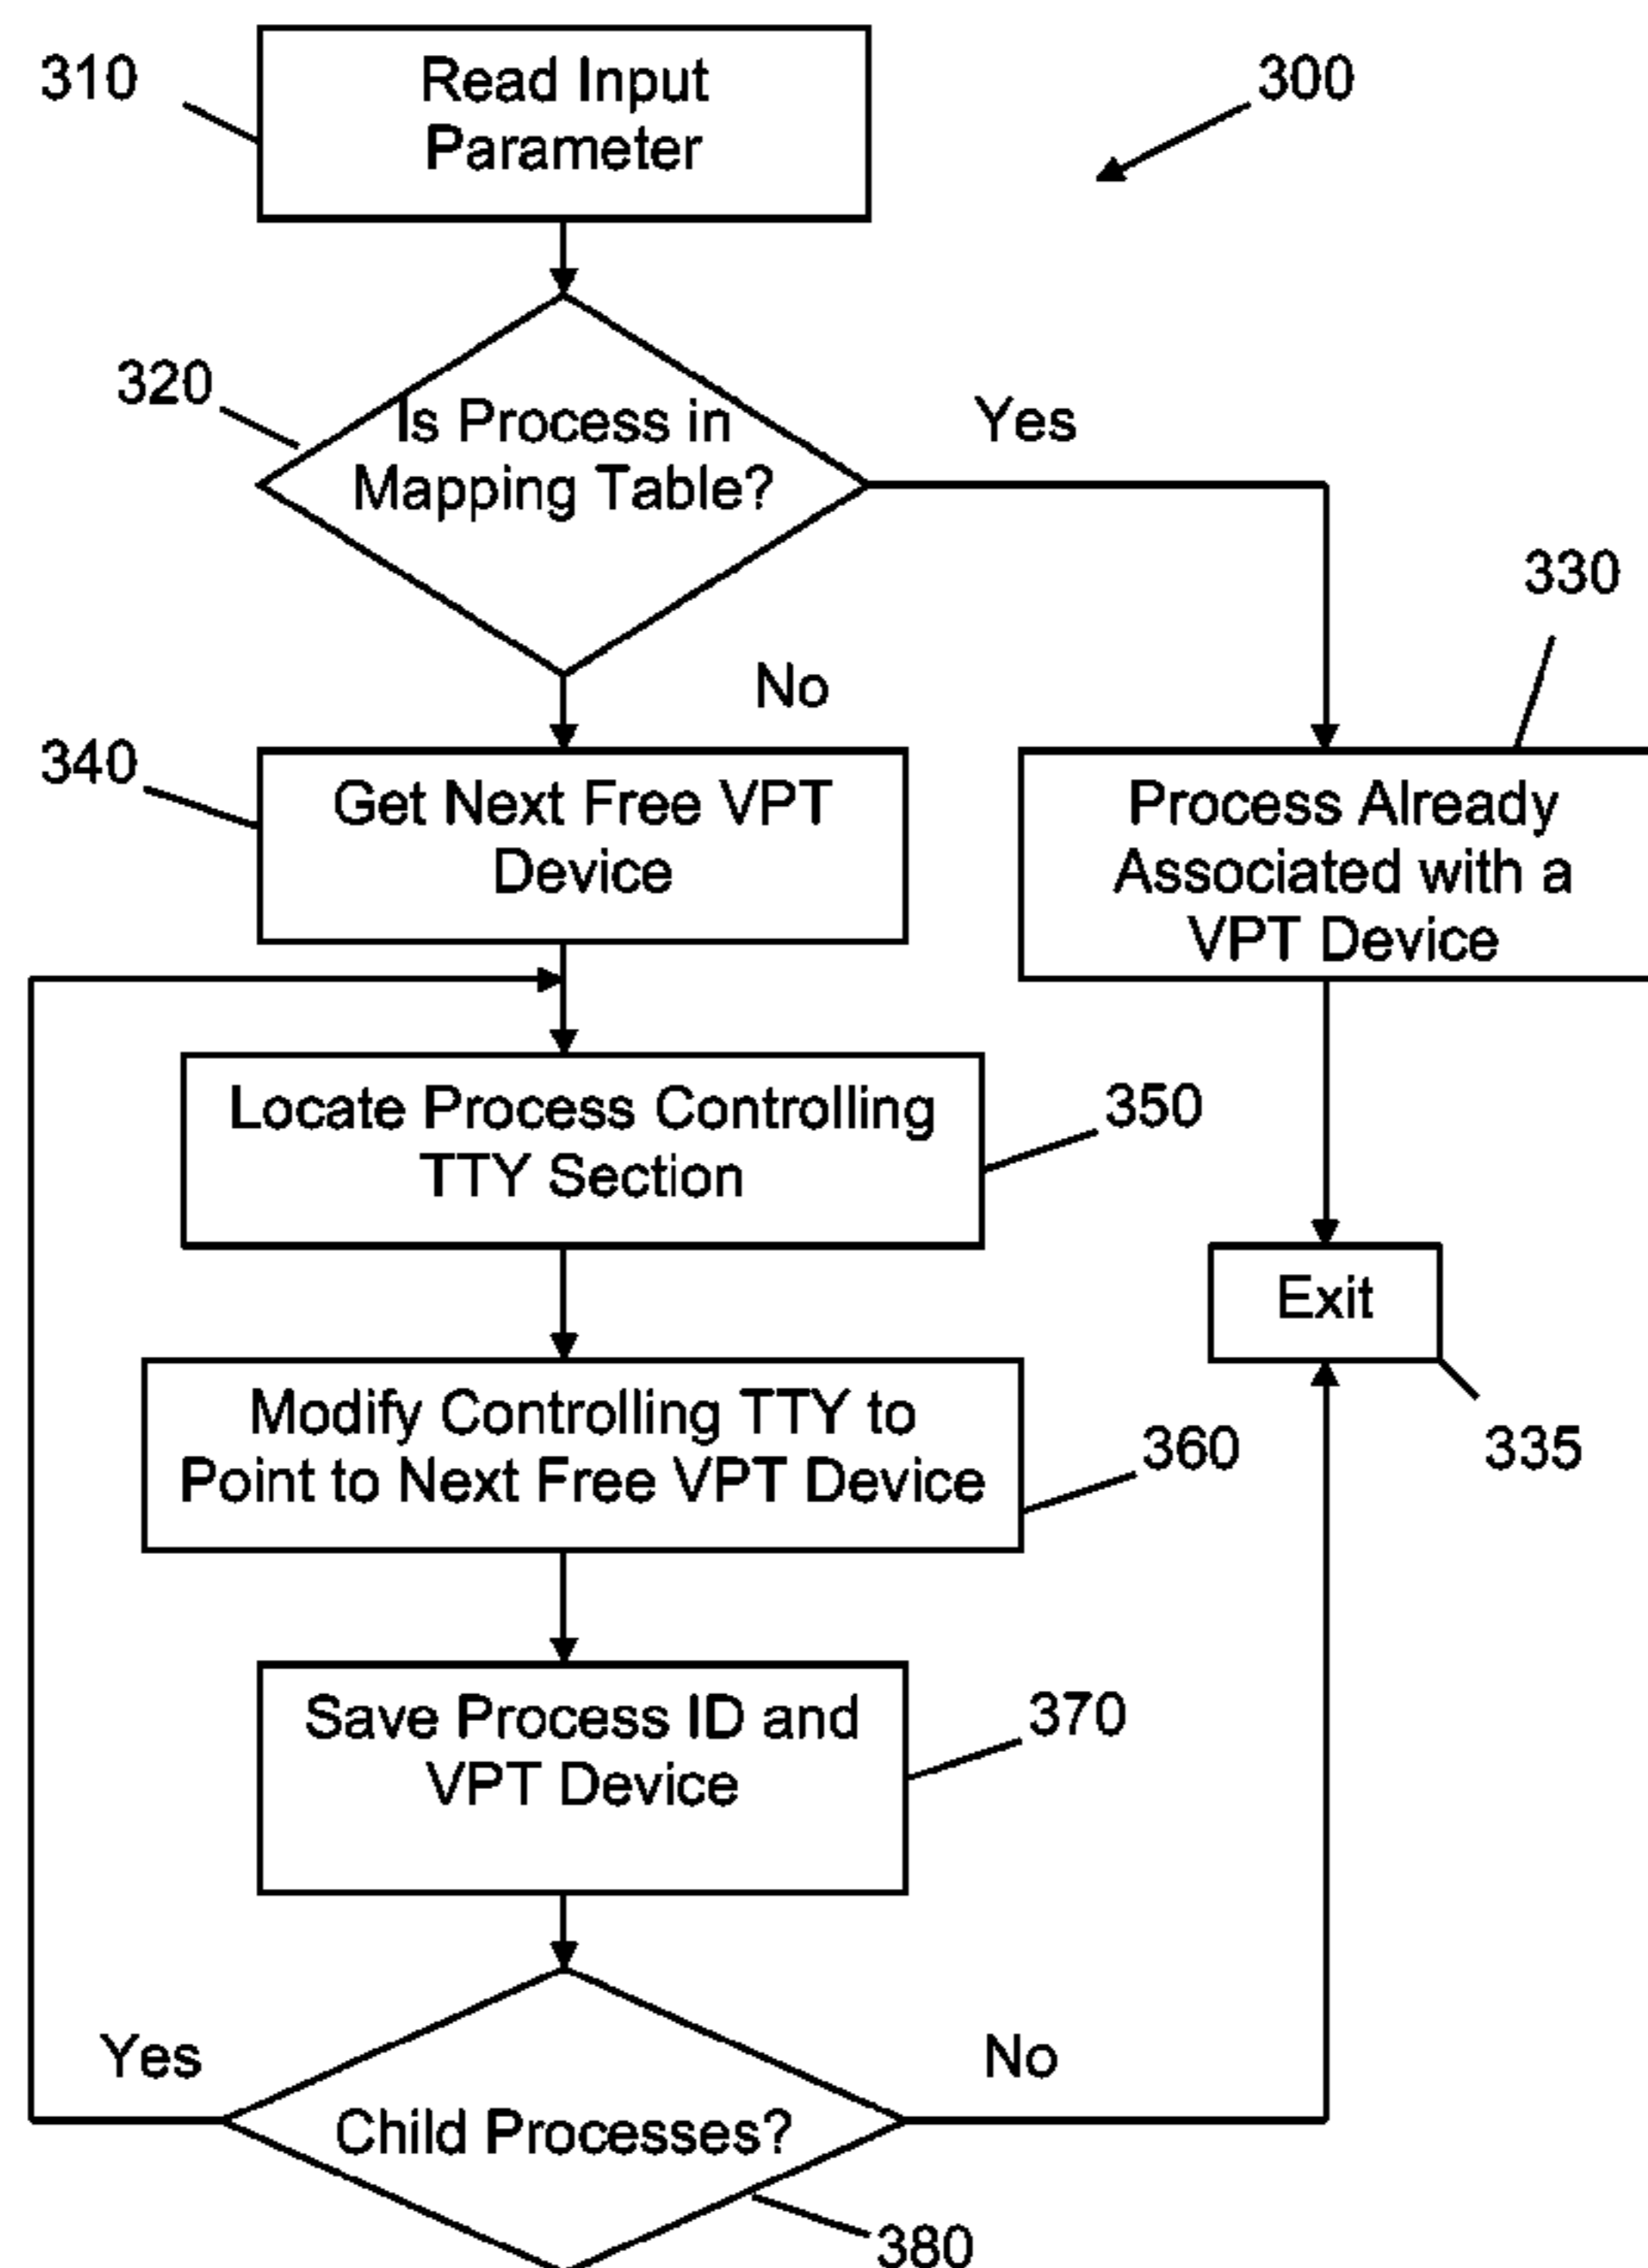 310
Read Input
Parameter
300
320
Is Process in
Mapping Table?
Yes
330
No
340
Get Next Free VPT
Device
Process Already
Associated with a
VPT Device
Locate Process Controlling
TTY Section
350
Exit
335
Modify Controlling TTY to
Point to Next Free VPT Device
360
Save Process ID and
VPT Device
370
Yes
No
Child Processes?
380